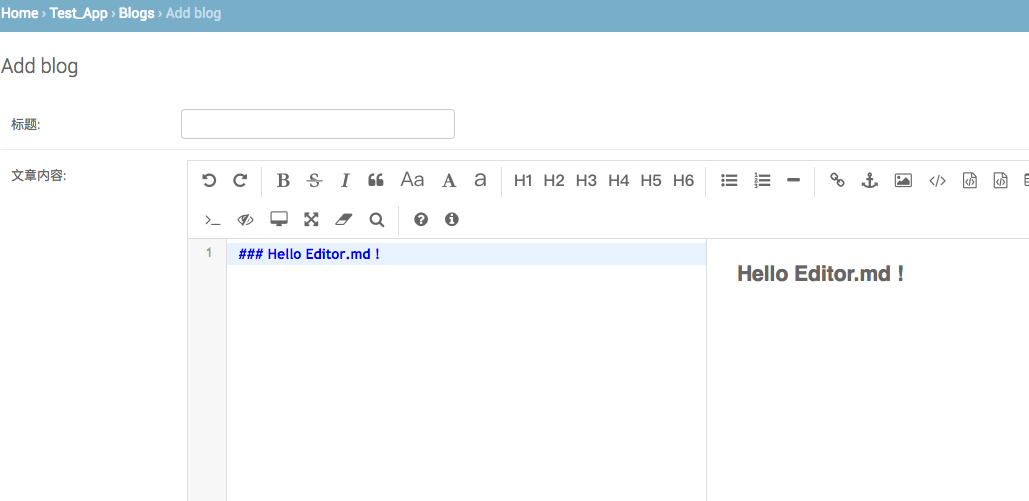 Home › Test_App › Blogs › Add blog
Add blog
标题:
文章内容:
B S I Aa A a H1 H2 H3 H4 H5 H6
1 ### Hello Editor.md !
Hello Editor.md !